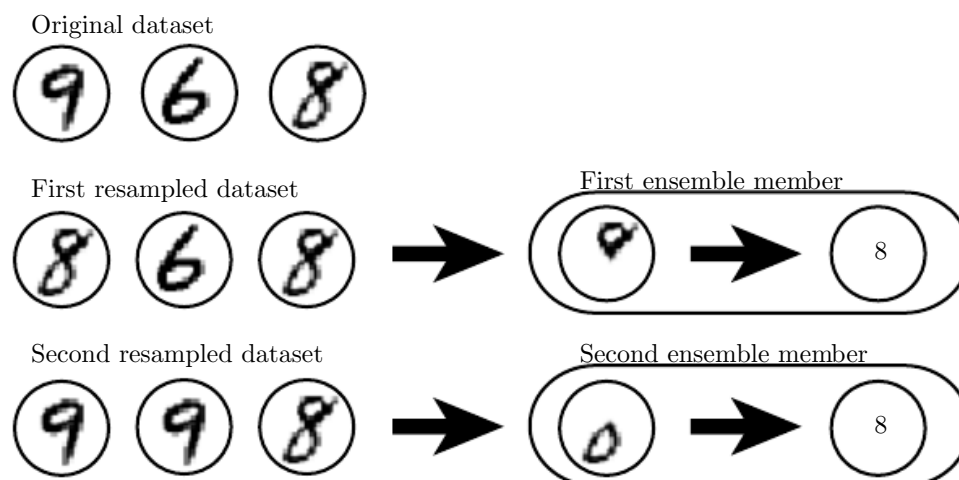 Original dataset
9 6 8
First resampled dataset
First ensemble member
8 6 8
8
Second resampled dataset
Second ensemble member
9 9 8
8